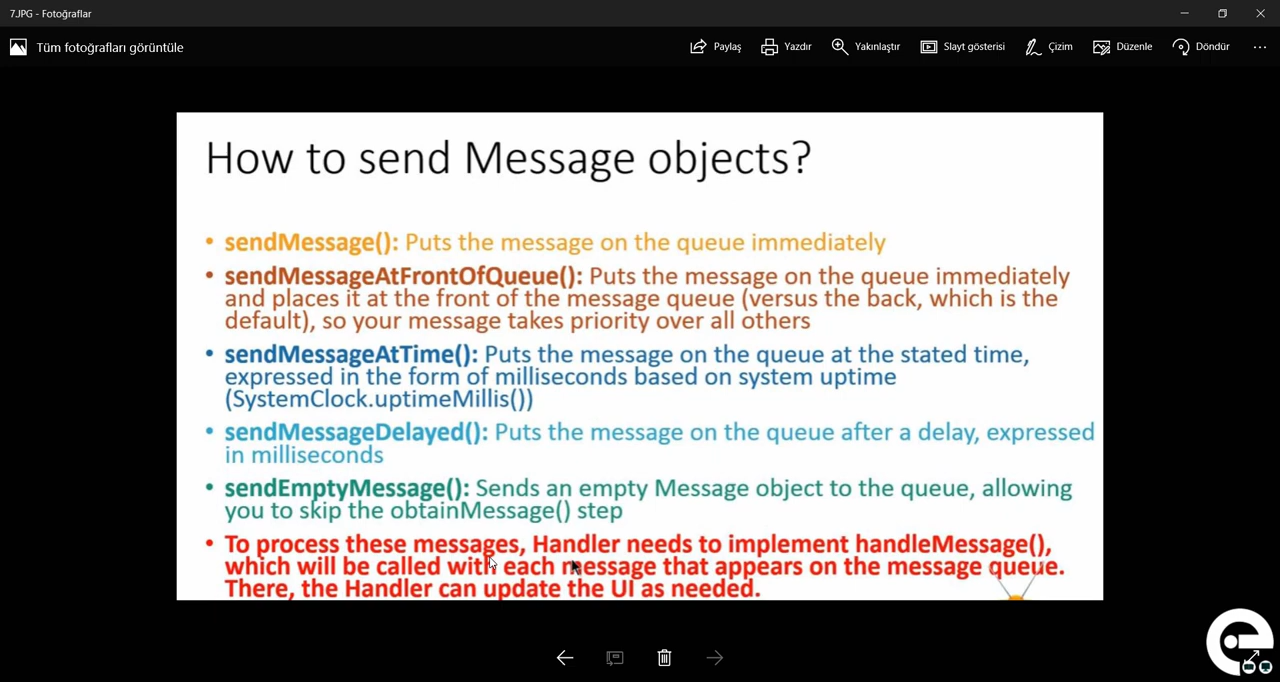 7.JPG - Fotoğraflar
Tüm fotoğrafları görüntüle
Paylaş
Yazdır
Yakınlaştır
Slayt gösterisi
Çizim
Düzenle
Döndür
How to send Message objects?
• sendMessage(): Puts the message on the queue immediately
• sendMessageAtFrontOfQueue(): Puts the message on the queue immediately
and places it at the front of the message queue (versus the back, which is the
default), so your message takes priority over all others
• sendMessageAtTime(): Puts the message on the queue at the stated time,
expressed in the form of milliseconds based on system uptime
(SystemClock.uptimeMillis())
• sendMessageDelayed(): Puts the message on the queue after a delay, expressed
in milliseconds
• sendEmptyMessage(): Sends an empty Message object to the queue, allowing
you to skip the obtainMessage() step
• To process these messages, Handler needs to implement handleMessage(),
which will be called with each message that appears on the message queue.
There, the Handler can update the UI as needed.